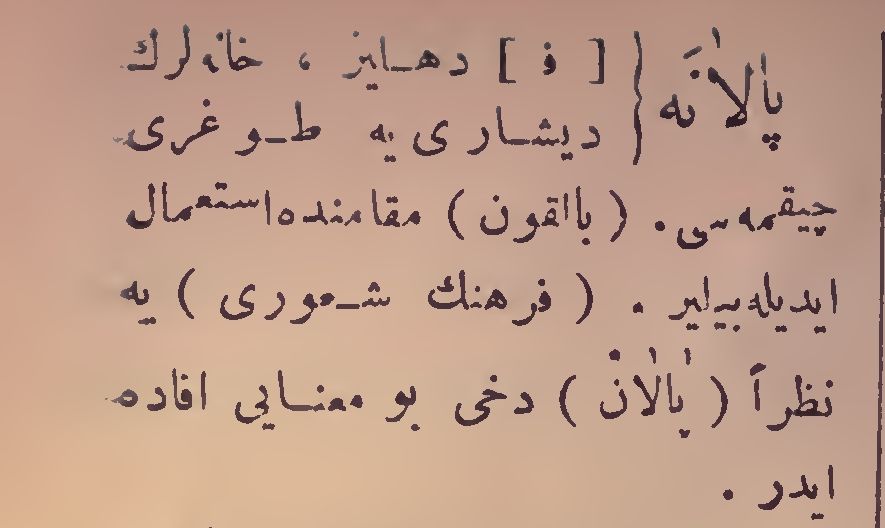 پالانه { [ ف ] دهلیز ، خانه‌لرك
دیشاری یه طوغری
چیقمه‌سی. ( بالقون ) مقامنده استعمال
ایدیله‌بیلیر . ( فرهنك شعوری ) یه
نظراً ( پالان ) دخی بو معنایی افاده
ایدر .